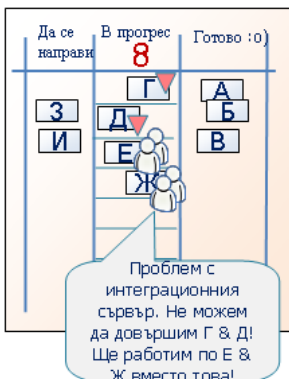 Да се направи
В прогрес
8
Готово :o)
Г
А
З
Д
Б
И
Е
В
Ж
Проблем с
интеграционния
сървър. Не можем
да довършим Г & Д!
Ще работим по Е &
Ж вместо това!